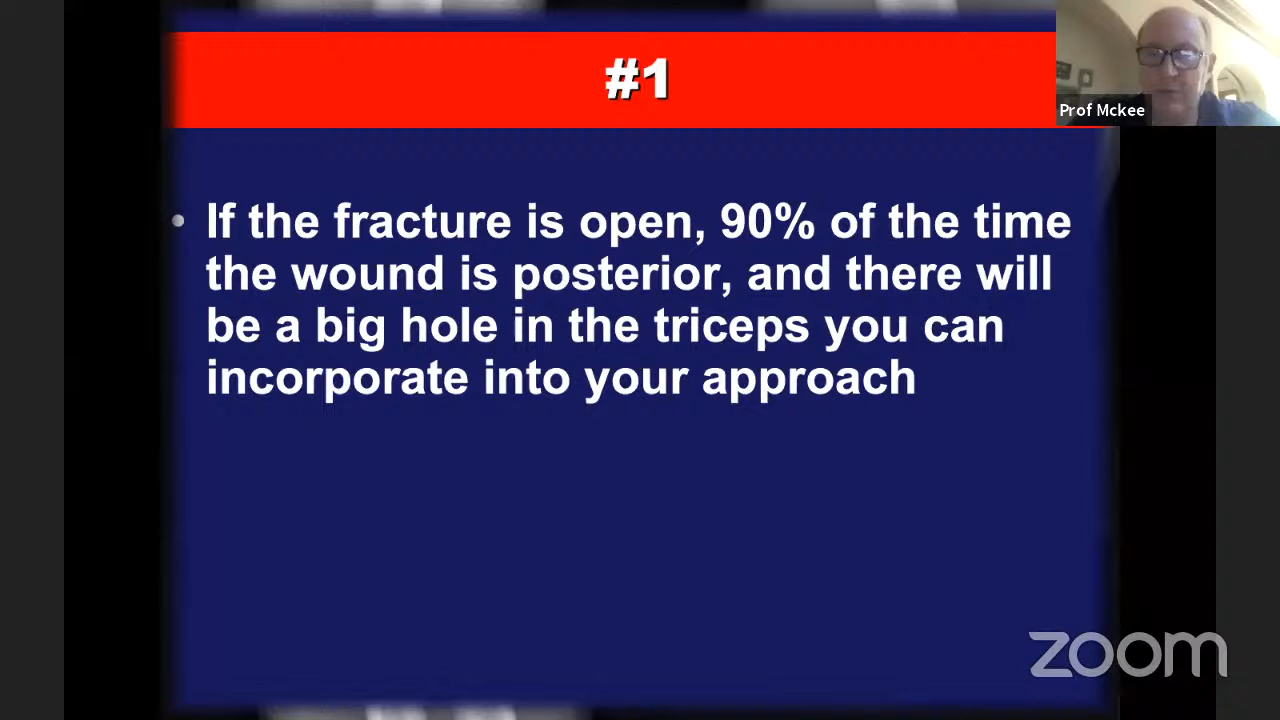 #1
Prof Mckee
• If the fracture is open, 90% of the time
the wound is posterior, and there will
be a big hole in the triceps you can
incorporate into your approach
zoom